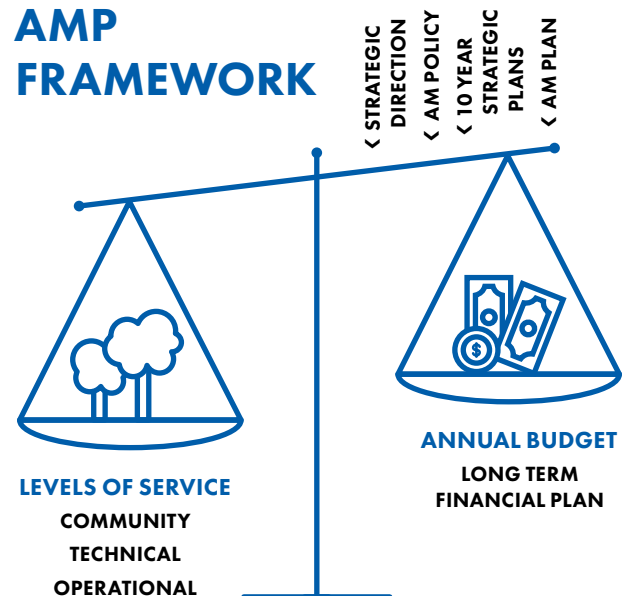 AMP
FRAMEWORK
< STRATEGIC
DIRECTION
< AM POLICY
< 10 YEAR
STRATEGIC
PLANS
< AM PLAN
$
ANNUAL BUDGET
LONG TERM
FINANCIAL PLAN
LEVELS OF SERVICE
COMMUNITY
TECHNICAL
OPERATIONAL